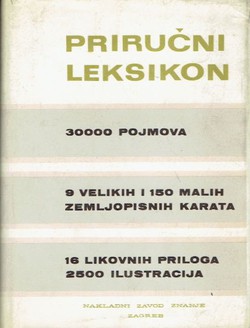 PRIRUČNI
LEKSIKON
30000 POJMOVA
9 VELIKIH I 150 MALIH
ZEMLJOPISNIH KARATA
16 LIKOVNIH PRILOGA
2500 ILUSTRACIJA
NAKLADNI ZAVOD ZNANJE
ZAGREB